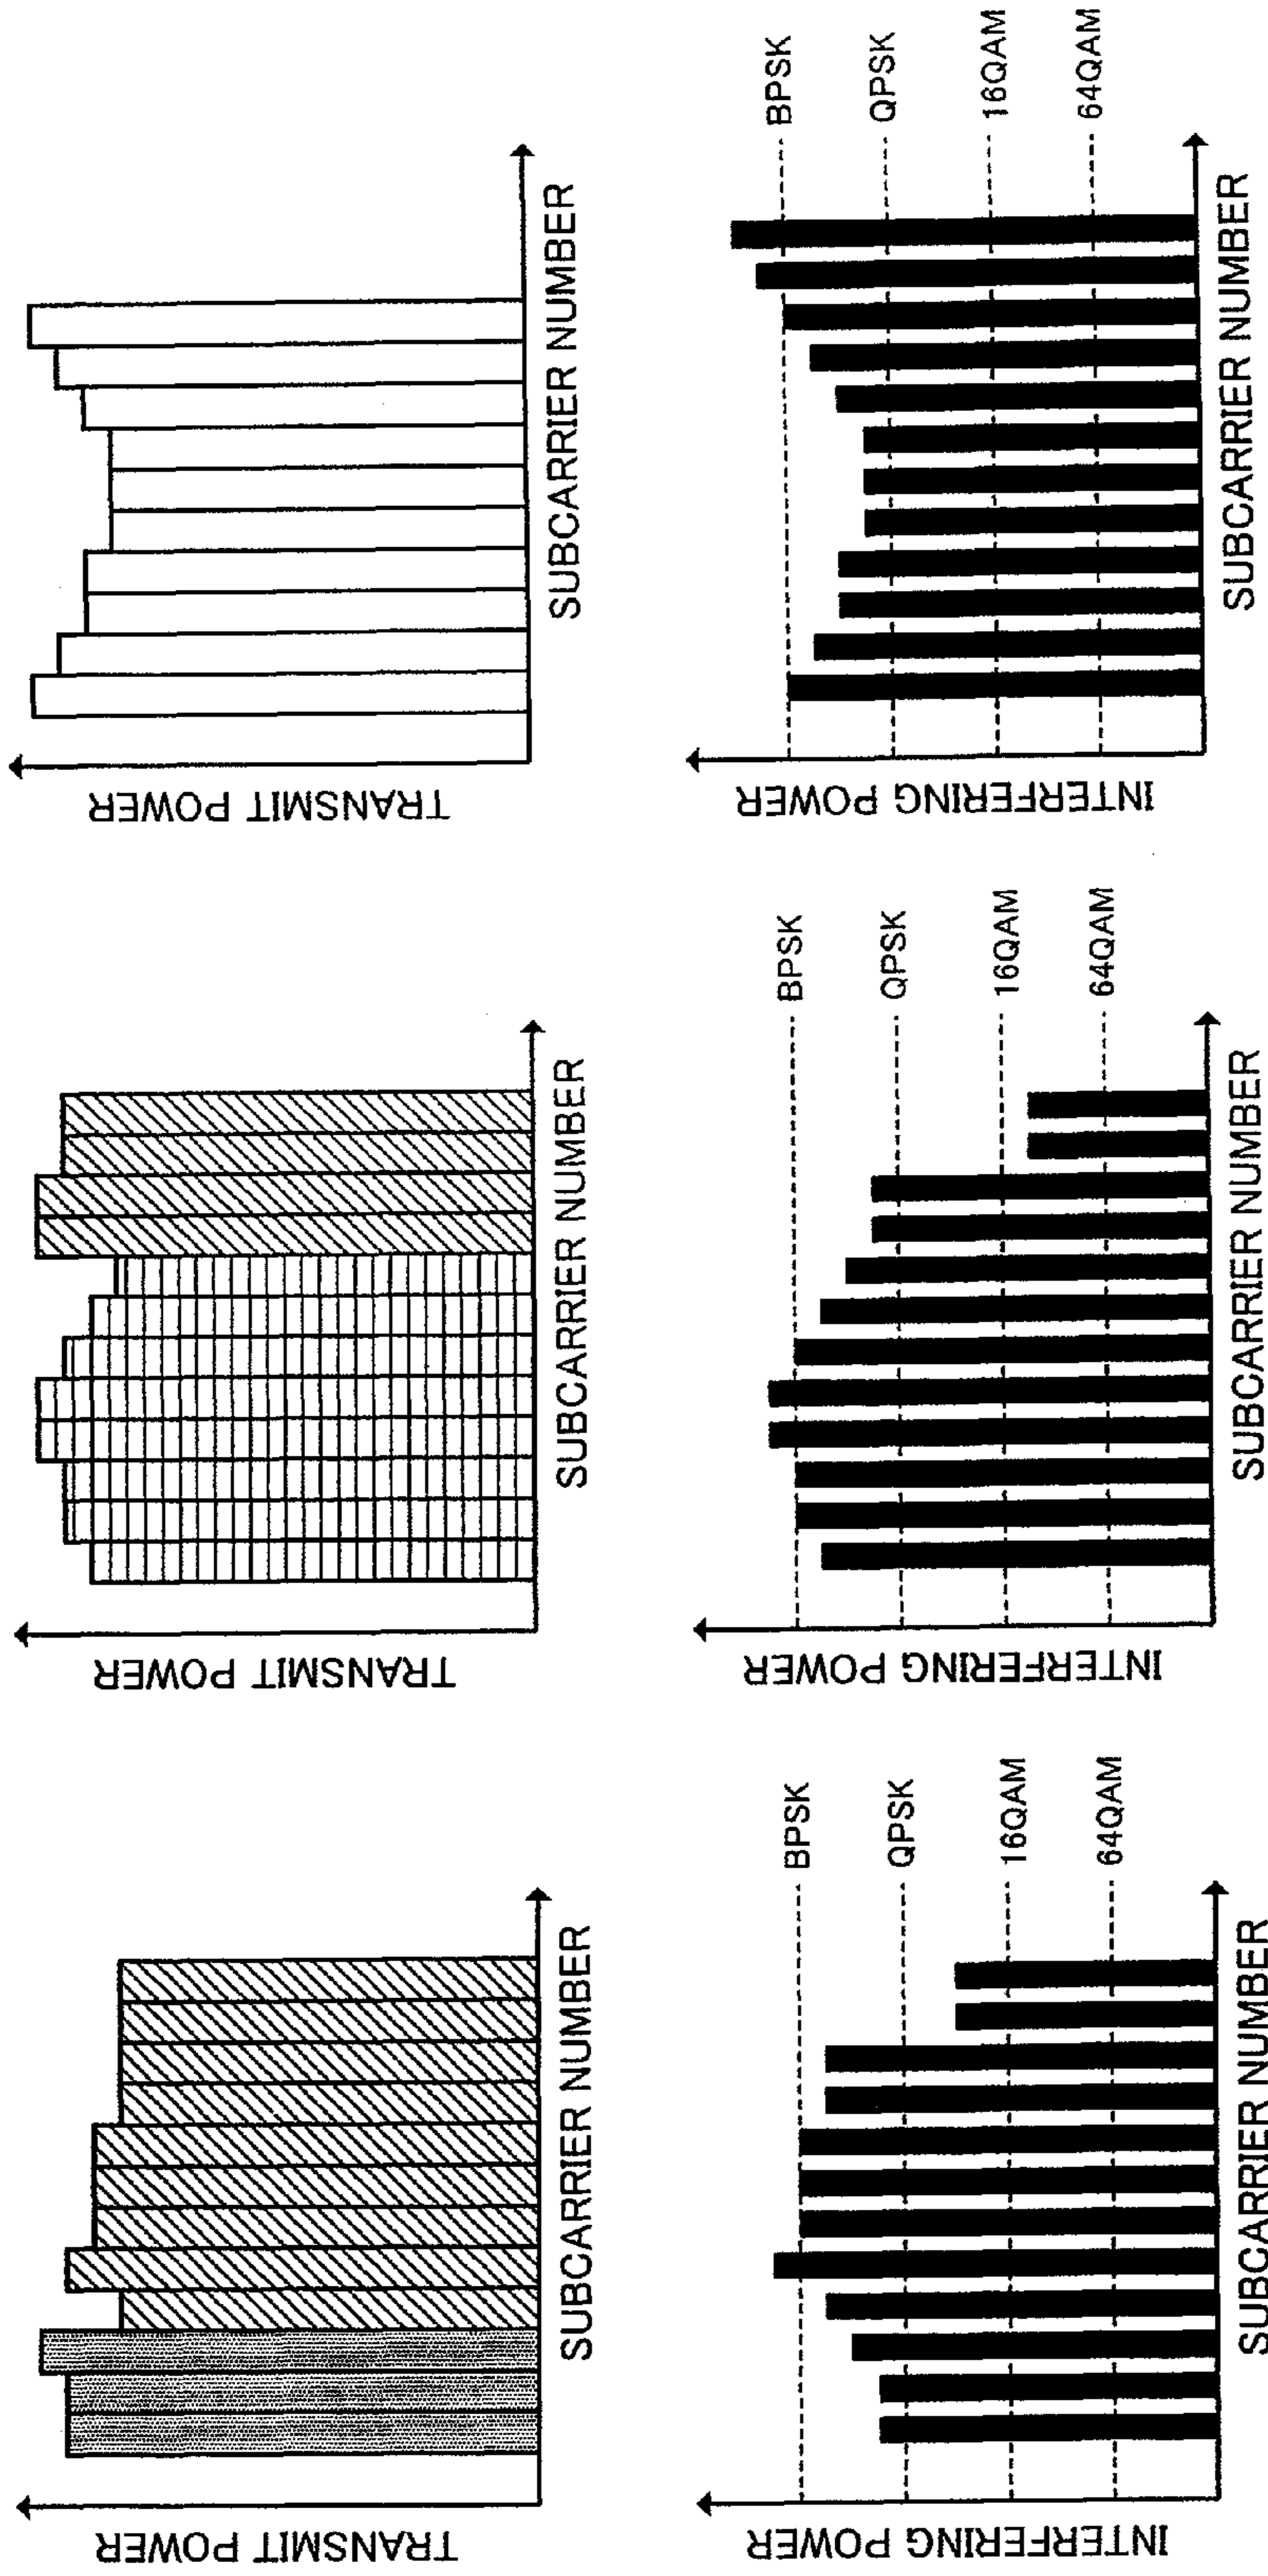 TRANSMIT POWER
SUBCARRIER NUMBER
TRANSMIT POWER
SUBCARRIER NUMBER
TRANSMIT POWER
SUBCARRIER NUMBER
INTERFERING POWER
BPSK
QPSK
16QAM
64QAM
SUBCARRIER NUMBER
INTERFERING POWER
BPSK
QPSK
16QAM
64QAM
SUBCARRIER NUMBER
INTERFERING POWER
BPSK
QPSK
16QAM
64QAM
SUBCARRIER NUMBER